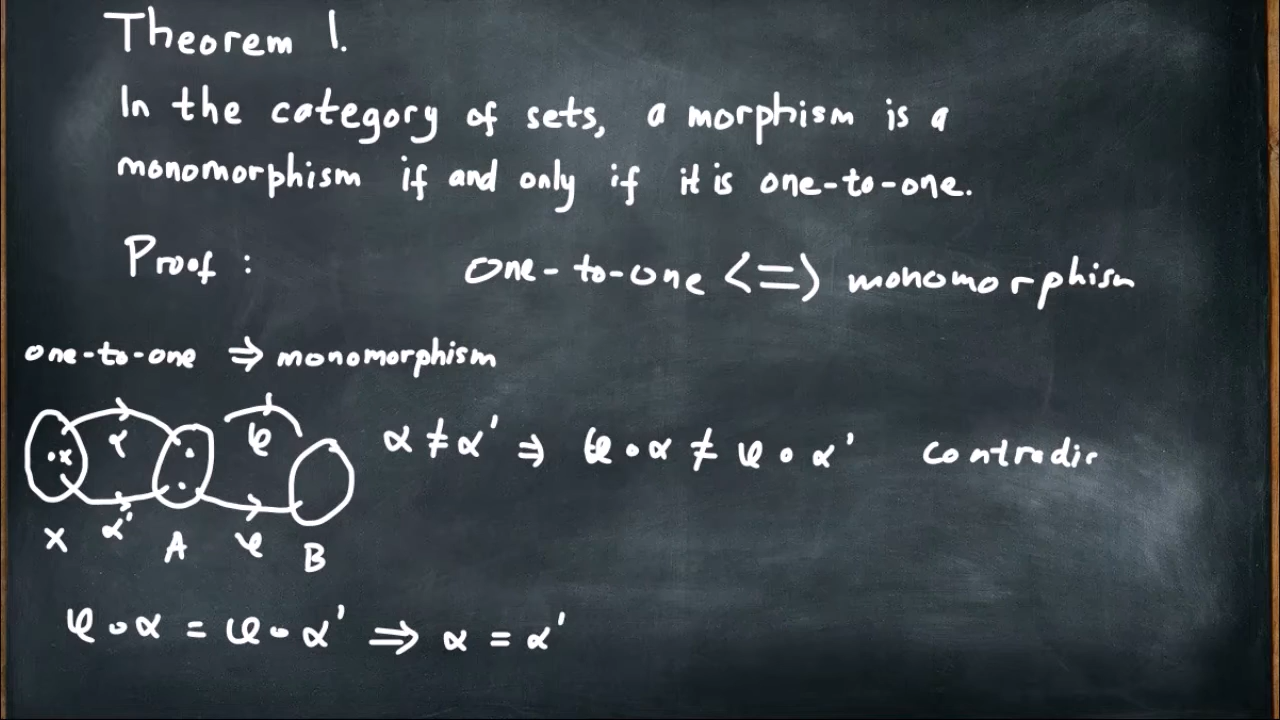 Theorem 1.
In the category of sets, a morphism is a
monomorphism if and only if it is one-to-one.
Proof : one-to-one <=> monomorphism
one-to-one ⇒ monomorphism
α φ
·x
α ≠ α' ⇒ φ∘α ≠ φ∘α' contradic
X α' A φ B
φ∘α = φ∘α' ⇒ α = α'